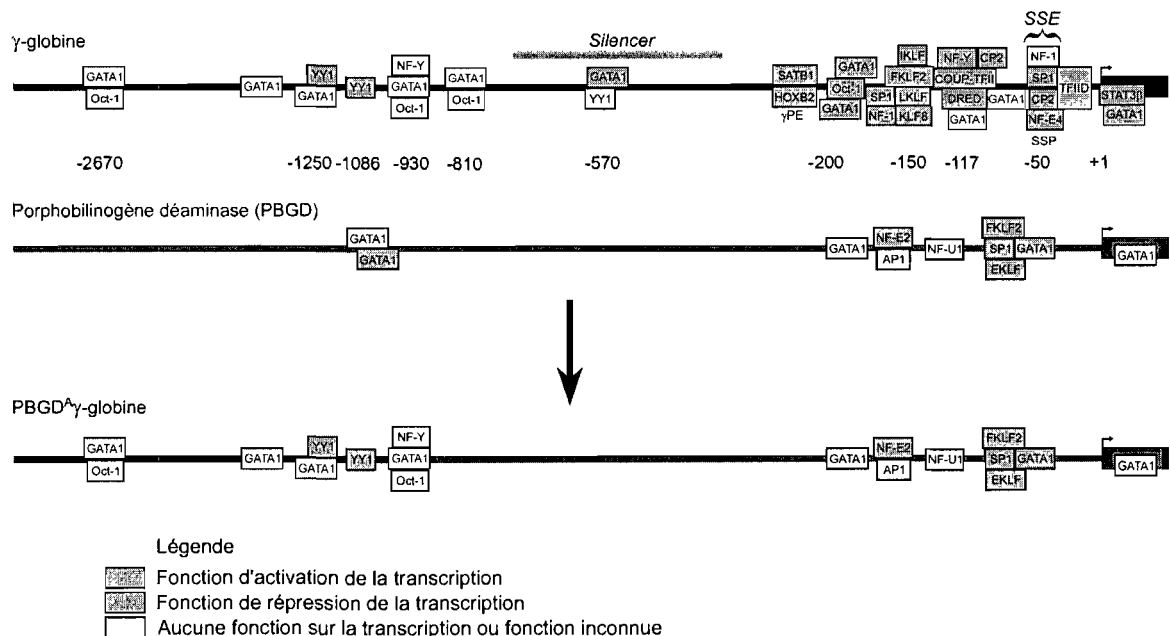 SSE
γ-globine
Silencer
NF-Y IKLF NF-Y CP2 NF-1
GATA1 YY1 GATA1 GATA1 GATA1 SATB1 GATA1 FKLF2 COUP-TFII SP1
GATA1 YY1 Oct-1 TFIID
Oct-1 GATA1 Oct-1 Oct-1 YY1 HOXB2 GATA1 SP1 LKLF DRED GATA1 CP2 STAT3β
γPE NF-1 KLF8 GATA1 NF-E4 GATA1
SSP
-2670 -1250 -1086 -930 -810 -570 -200 -150 -117 -50 +1
Porphobilinogène déaminase (PBGD)
GATA1 NF-E2 FKLF2
GATA1 GATA1 AP1 NF-U1 SP1 GATA1 GATA1
EKLF
PBGDᴬγ-globine
NF-Y FKLF2
GATA1 YY1 NF-E2
GATA1 YY1 GATA1 GATA1 NF-U1 SP1 GATA1 GATA1
Oct-1 GATA1 Oct-1 AP1 EKLF
Légende
Fonction d'activation de la transcription
Fonction de répression de la transcription
Aucune fonction sur la transcription ou fonction inconnue